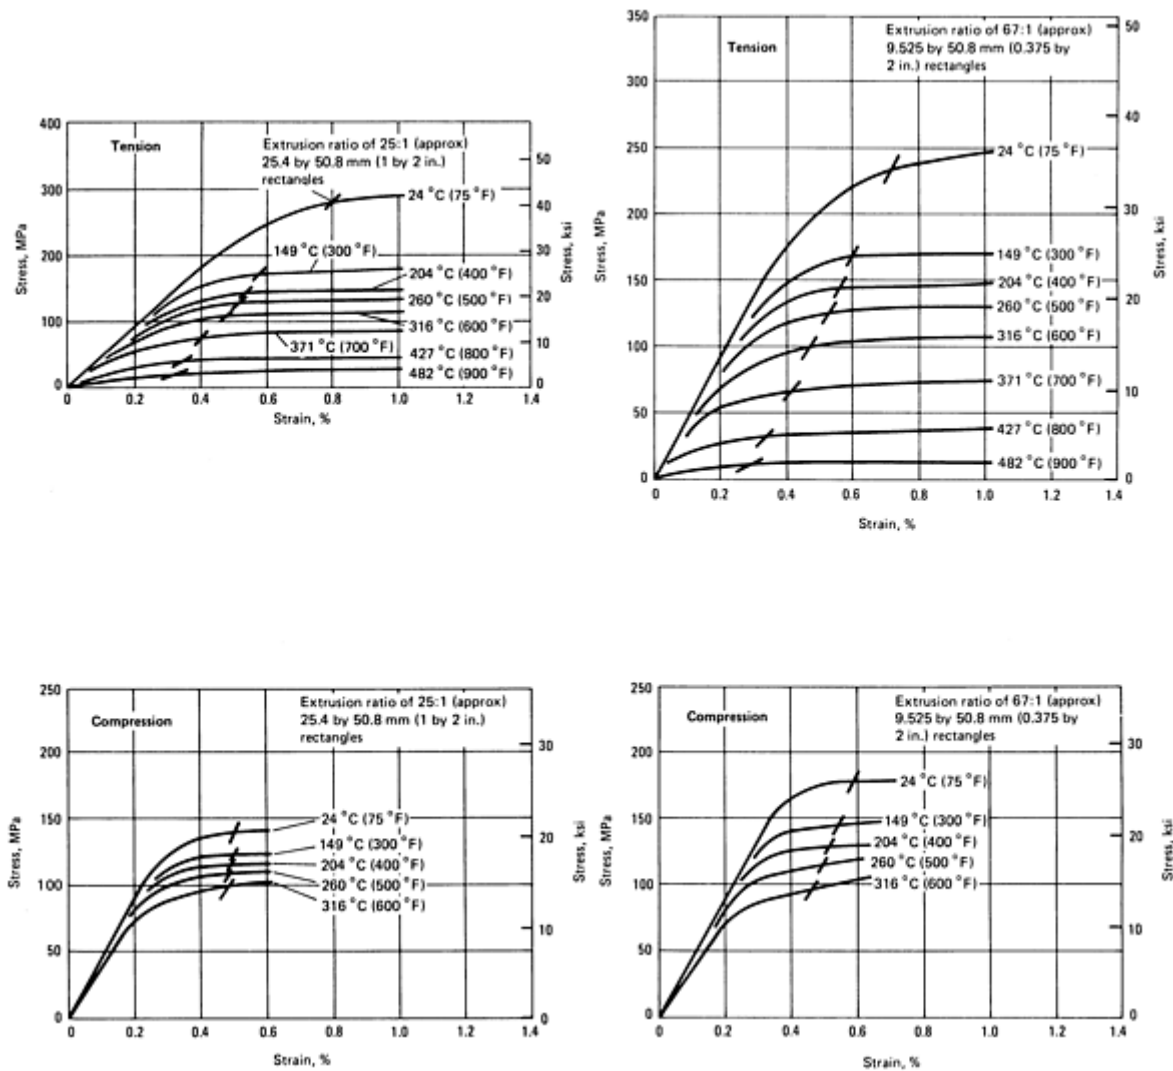 Tension
Extrusion ratio of 25:1 (approx)
25.4 by 50.8 mm (1 by 2 in.)
rectangles
Stress, MPa
400
300
200
100
0
24 °C (75 °F)
149 °C (300 °F)
204 °C (400 °F)
260 °C (500 °F)
316 °C (600 °F)
371 °C (700 °F)
427 °C (800 °F)
482 °C (900 °F)
50
40
30
20
10
0
Stress, ksi
0 0.2 0.4 0.6 0.8 1.0 1.2 1.4
Strain, %
Tension
Extrusion ratio of 67:1 (approx)
9.525 by 50.8 mm (0.375 by
2 in.) rectangles
Stress, MPa
350
300
250
200
150
100
50
0
24 °C (75 °F)
149 °C (300 °F)
204 °C (400 °F)
260 °C (500 °F)
316 °C (600 °F)
371 °C (700 °F)
427 °C (800 °F)
482 °C (900 °F)
50
40
30
20
10
0
Stress, ksi
0 0.2 0.4 0.6 0.8 1.0 1.2 1.4
Strain, %
Compression
Extrusion ratio of 25:1 (approx)
25.4 by 50.8 mm (1 by 2 in.)
rectangles
Stress, MPa
250
200
150
100
50
0
24 °C (75 °F)
149 °C (300 °F)
204 °C (400 °F)
260 °C (500 °F)
316 °C (600 °F)
30
20
10
0
Stress, ksi
0 0.2 0.4 0.6 0.8 1.0 1.2 1.4
Strain, %
Compression
Extrusion ratio of 67:1 (approx)
9.525 by 50.8 mm (0.375 by
2 in.) rectangles
Stress, MPa
250
200
150
100
50
0
24 °C (75 °F)
149 °C (300 °F)
204 °C (400 °F)
260 °C (500 °F)
316 °C (600 °F)
30
20
10
0
Stress, ksi
0 0.2 0.4 0.6 0.8 1.0 1.2 1.4
Strain, %